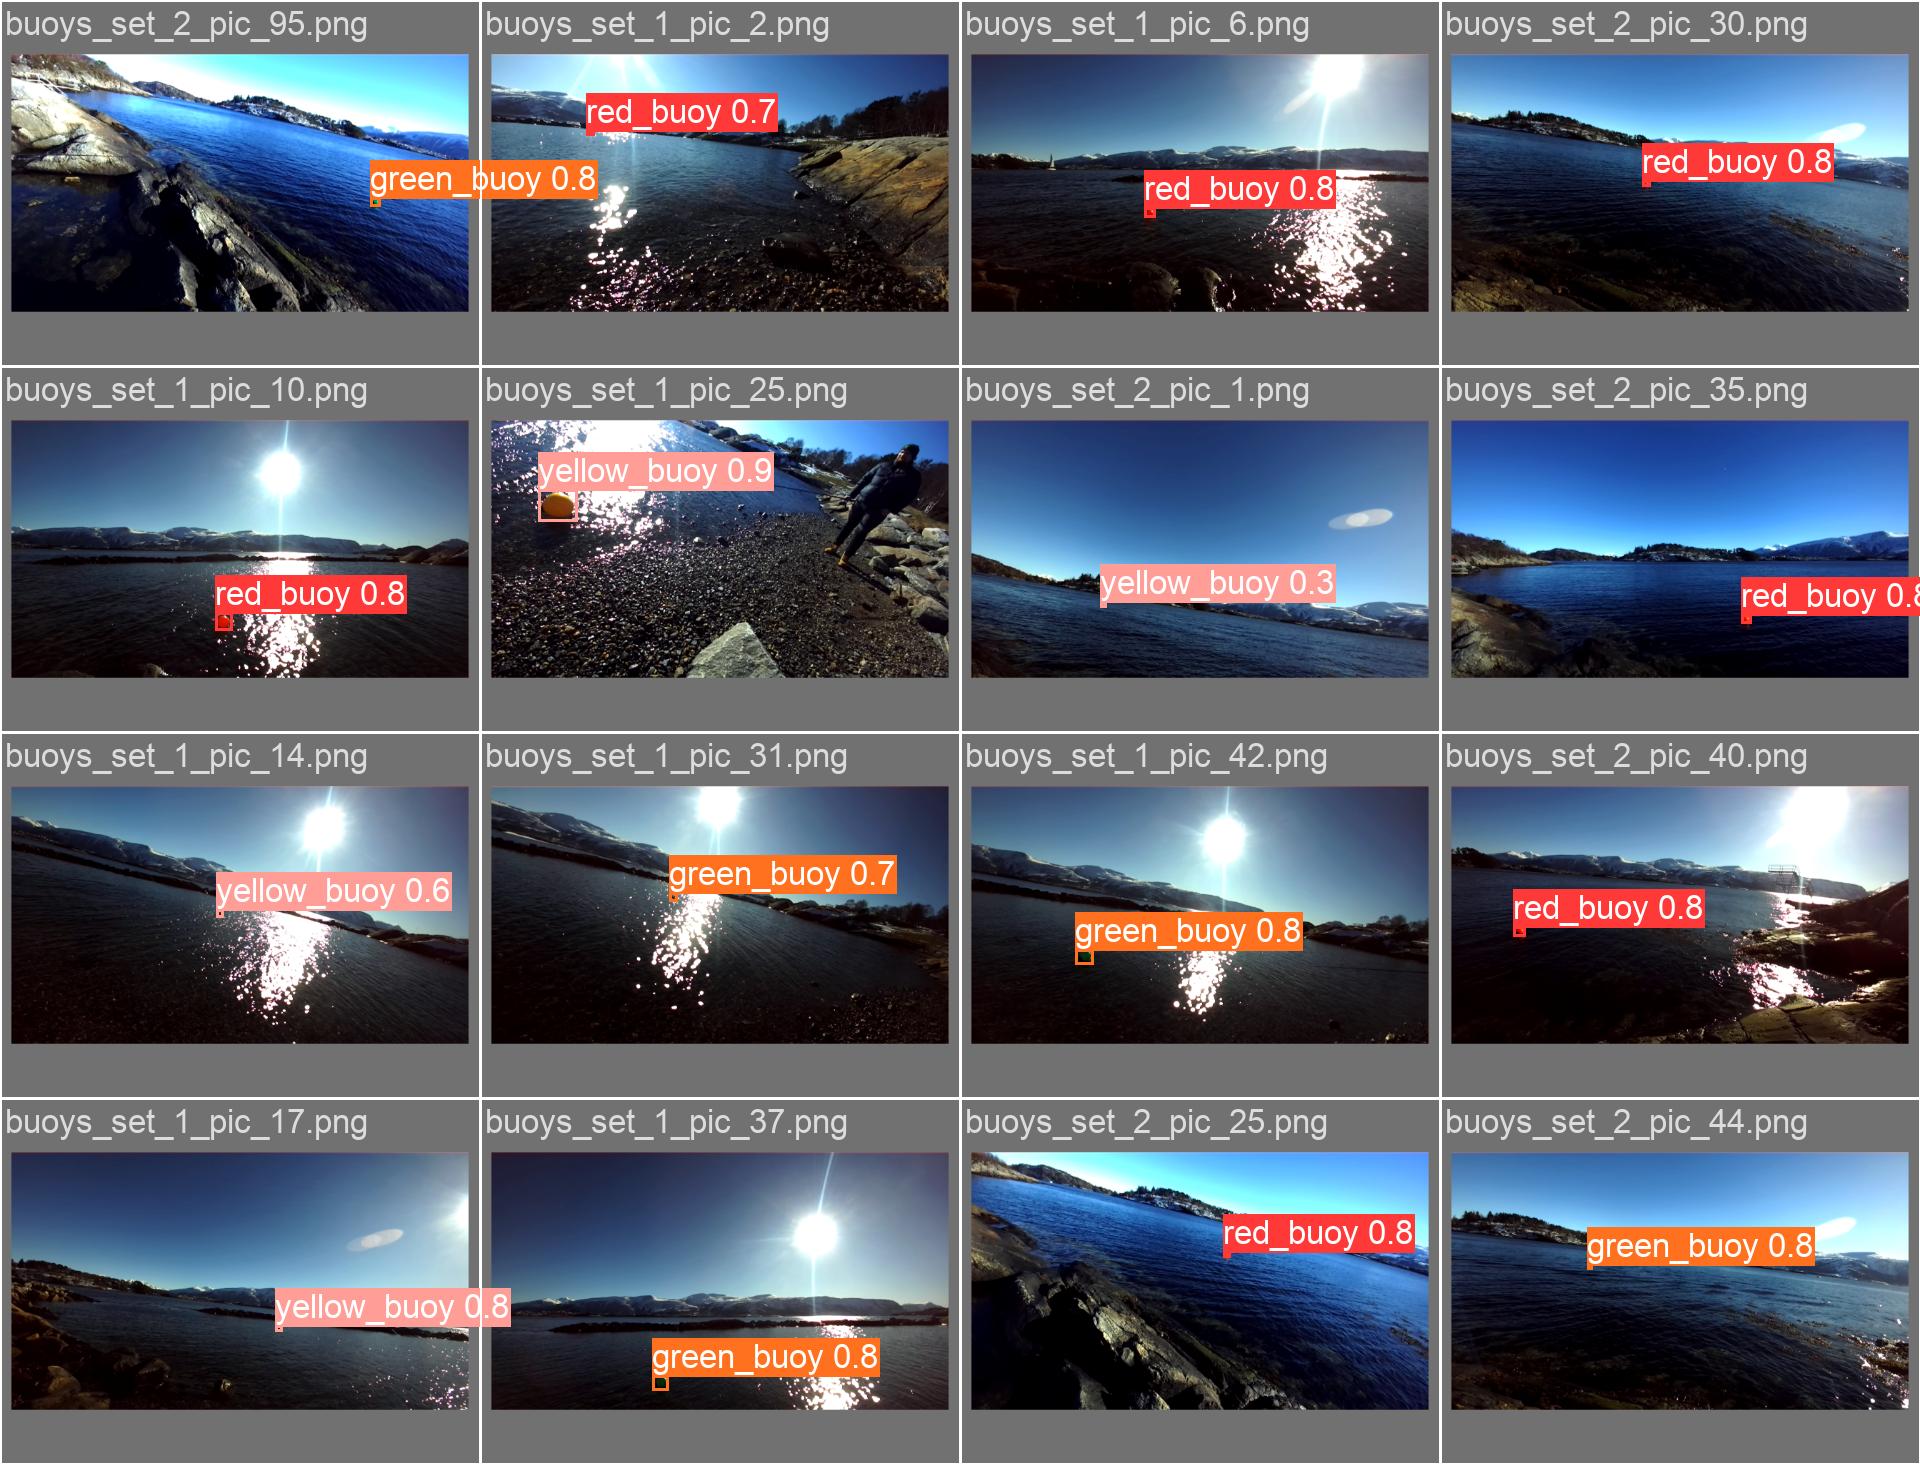 buoys_set_2_pic_95.png
buoys_set_1_pic_2.png
buoys_set_1_pic_6.png
buoys_set_2_pic_30.png
green_buoy 0.8
red_buoy 0.7
red_buoy 0.8
red_buoy 0.8
buoys_set_1_pic_10.png
buoys_set_1_pic_25.png
buoys_set_2_pic_1.png
buoys_set_2_pic_35.png
red_buoy 0.8
yellow_buoy 0.9
yellow_buoy 0.3
red_buoy 0.8
buoys_set_1_pic_14.png
buoys_set_1_pic_31.png
buoys_set_1_pic_42.png
buoys_set_2_pic_40.png
yellow_buoy 0.6
green_buoy 0.7
green_buoy 0.8
red_buoy 0.8
buoys_set_1_pic_17.png
buoys_set_1_pic_37.png
buoys_set_2_pic_25.png
buoys_set_2_pic_44.png
yellow_buoy 0.8
green_buoy 0.8
red_buoy 0.8
green_buoy 0.8